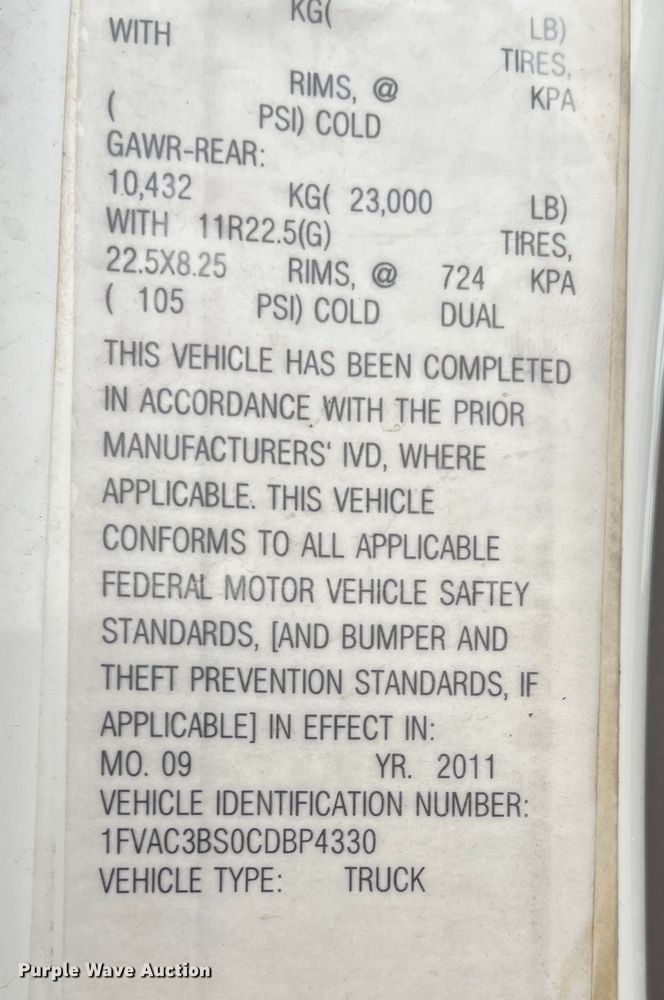 KG( LB)
WITH TIRES,
RIMS, @ KPA
( PSI) COLD
GAWR-REAR:
10,432 KG( 23,000 LB)
WITH 11R22.5(G) TIRES,
22.5X8.25 RIMS, @ 724 KPA
( 105 PSI) COLD DUAL
THIS VEHICLE HAS BEEN COMPLETED
IN ACCORDANCE WITH THE PRIOR
MANUFACTURERS' IVD, WHERE
APPLICABLE. THIS VEHICLE
CONFORMS TO ALL APPLICABLE
FEDERAL MOTOR VEHICLE SAFTEY
STANDARDS, [AND BUMPER AND
THEFT PREVENTION STANDARDS, IF
APPLICABLE] IN EFFECT IN:
MO. 09 YR. 2011
VEHICLE IDENTIFICATION NUMBER:
1FVAC3BS0CDBP4330
VEHICLE TYPE: TRUCK
Purple Wave Auction